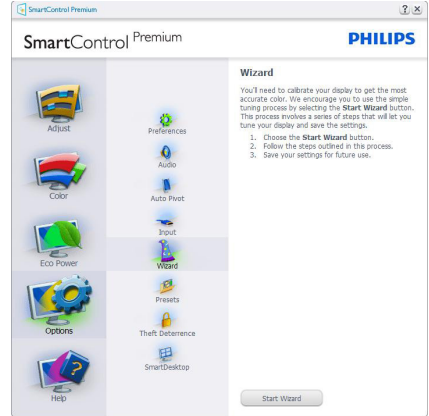 SmartControl Premium
? ×
SmartControl Premium
PHILIPS
Adjust
Color
Eco Power
Options
Help
Preferences
Audio
Auto Pivot
Input
Wizard
Presets
Theft Deterrence
SmartDesktop
Wizard
You'll need to calibrate your display to get the most
accurate color. We encourage you to use the simple
tuning process by selecting the Start Wizard button.
This process involves a series of steps that will let you
tune your display and save the settings.
1. Choose the Start Wizard button.
2. Follow the steps outlined in this process.
3. Save your settings for future use.
Start Wizard